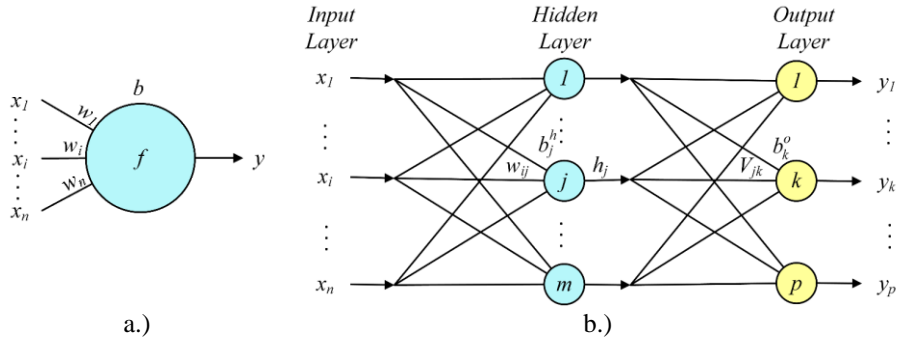 b
x1
w1
⋮
xi
wi
f
y
⋮
wn
xn
a.)
Input
Layer
Hidden
Layer
Output
Layer
x1
1
1
y1
⋮
⋮
b_j^h
b_k^o
⋮
xi
wij
j
hj
Vjk
k
yk
⋮
⋮
⋮
xn
m
p
yp
b.)